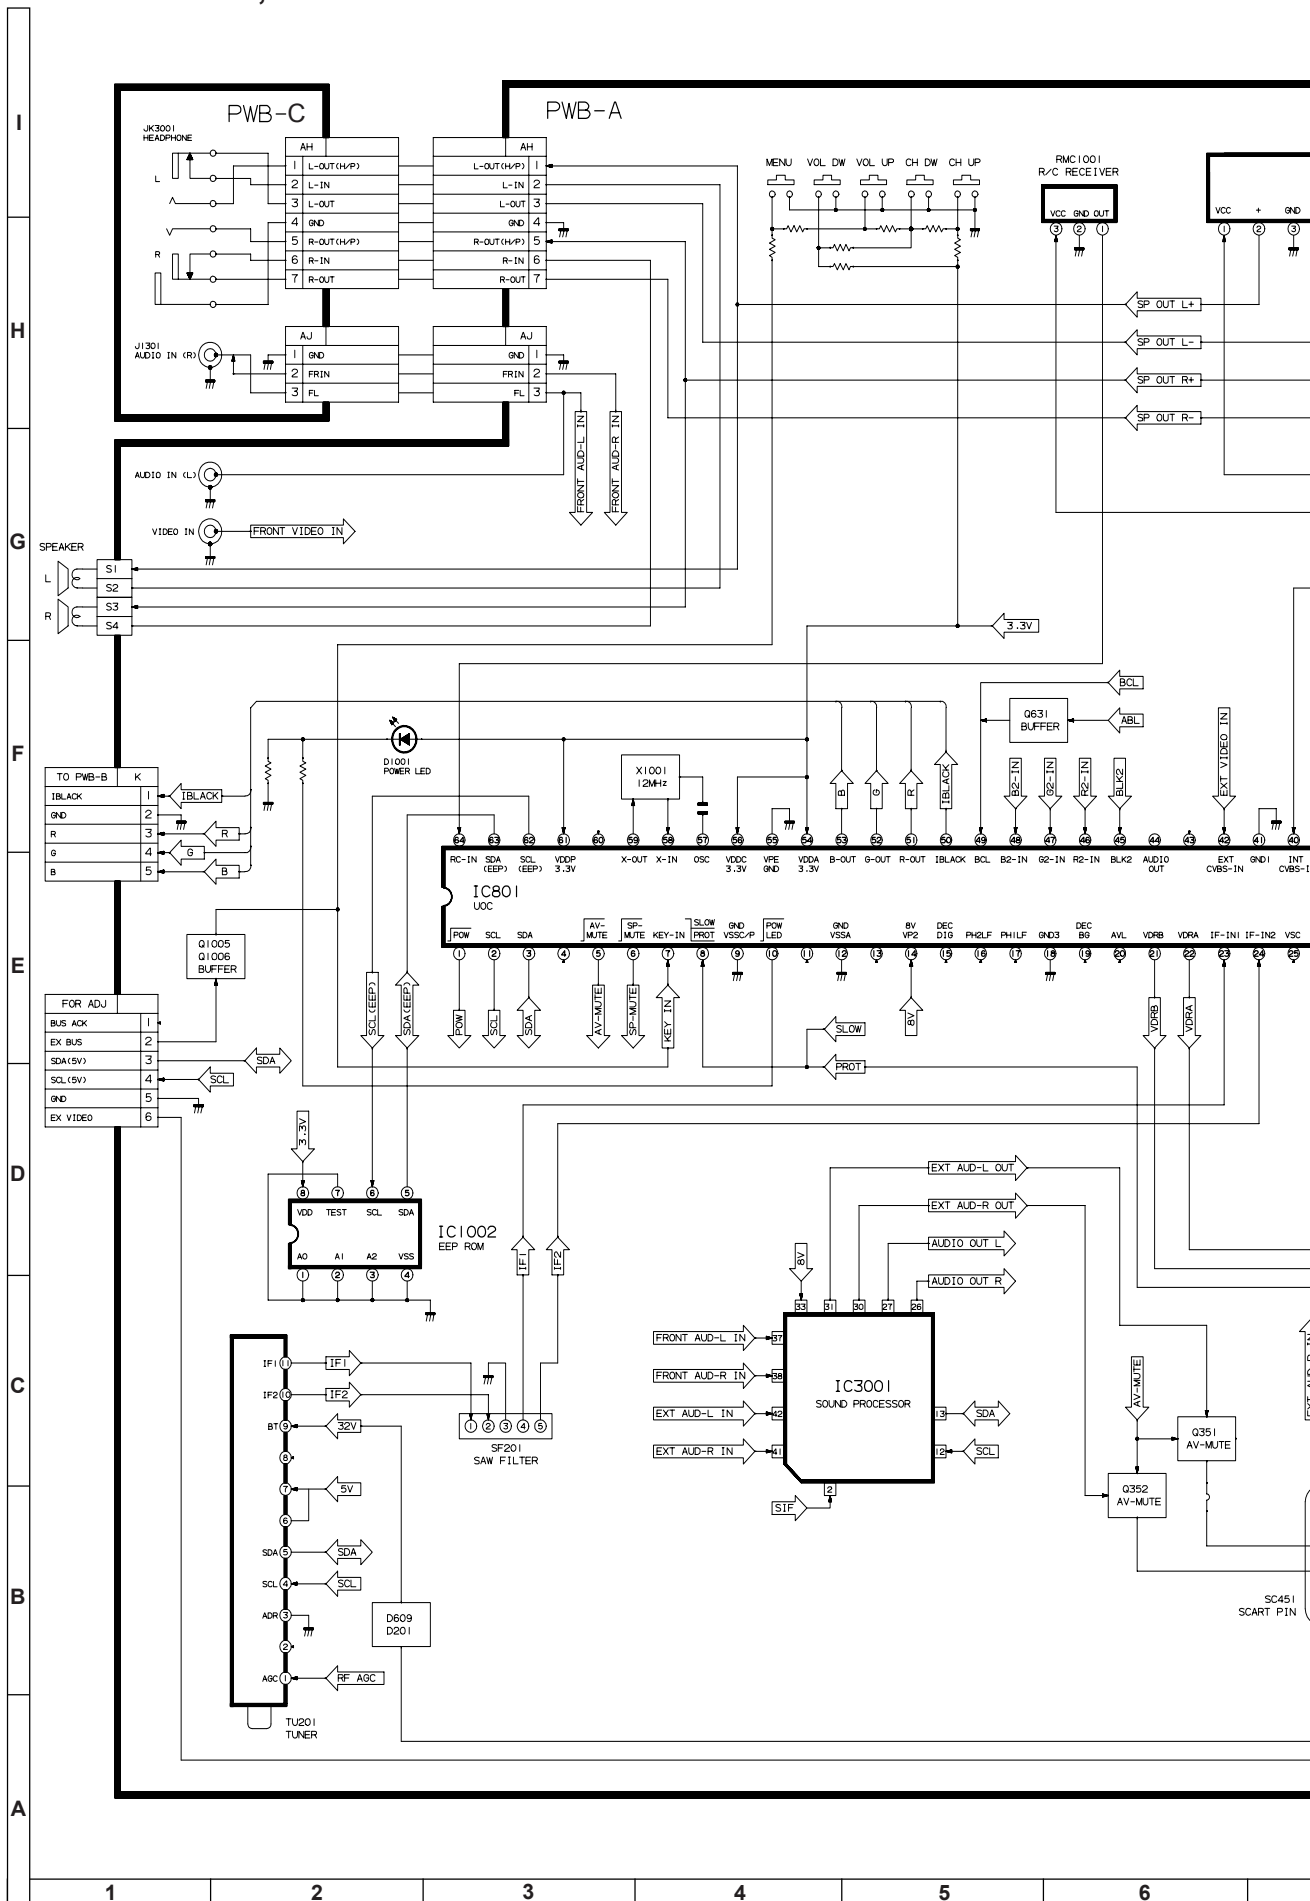 I
H
G
F
E
D
C
B
A
1 2 3 4 5 6
PWB-C
PWB-A
JK3001
HEADPHONE
L
R
AH
1 L-OUT(H/P)
2 L-IN
3 L-OUT
4 GND
5 R-OUT(H/P)
6 R-IN
7 R-OUT
AH
L-OUT(H/P) 1
L-IN 2
L-OUT 3
GND 4
R-OUT(H/P) 5
R-IN 6
R-OUT 7
J1301
AUDIO IN (R)
AJ
1 GND
2 FRIN
3 FL
AJ
GND 1
FRIN 2
FL 3
FRONT AUD-L IN
FRONT AUD-R IN
MENU VOL DW VOL UP CH DW CH UP
RMC1001
R/C RECEIVER
VCC GND OUT
3 2 1
VCC + GND
1 2 3
SP OUT L+
SP OUT L-
SP OUT R+
SP OUT R-
AUDIO IN (L)
VIDEO IN
FRONT VIDEO IN
SPEAKER
L
R
S1
S2
S3
S4
3.3V
BCL
ABL
Q631
BUFFER
D1001
POWER LED
X1001
12MHz
B
G
R
IBLACK
B2-IN
G2-IN
R2-IN
BLK2
EXT VIDEO IN
TO PWB-B K
IBLACK 1
GND 2
R 3
G 4
B 5
IBLACK
R
G
B
64 63 62 61 60 59 58 57 56 55 54 53 52 51 50 49 48 47 46 45 44 43 42 41 40
RC-IN SDA (EEP) SCL (EEP) VDDP 3.3V X-OUT X-IN OSC VDDC 3.3V VPE GND VDDA 3.3V B-OUT G-OUT R-OUT IBLACK BCL B2-IN G2-IN R2-IN BLK2 AUDIO OUT EXT CVBS-IN GND1 INT CVBS-I
IC801
UOC
POW SCL SDA AV-MUTE SP-MUTE KEY-IN SLOW PROT GND VSSC/P POW LED GND VSSA 8V VP2 DEC DIG PH2LF PH1LF GND3 DEC BG AVL VDRB VDRA IF-IN1 IF-IN2 VSC
1 2 3 4 5 6 7 8 9 10 11 12 13 14 15 16 17 18 19 20 21 22 23 24 25
Q1005
Q1006
BUFFER
SCL(EEP)
SDA(EEP)
POW
SCL
SDA
AV-MUTE
SP-MUTE
KEY IN
SLOW
PROT
8V
VDRB
VDRA
FOR ADJ
BUS ACK 1
EX BUS 2
SDA(5V) 3
SCL(5V) 4
GND 5
EX VIDEO 6
SDA
SCL
3.3V
8 7 6 5
VDD TEST SCL SDA
A0 A1 A2 VSS
1 2 3 4
IC1002
EEP ROM
IF1
IF2
EXT AUD-L OUT
EXT AUD-R OUT
AUDIO OUT L
AUDIO OUT R
8V
33 31 30 27 26
FRONT AUD-L IN 37
FRONT AUD-R IN 38
EXT AUD-L IN 42
EXT AUD-R IN 41
IC3001
SOUND PROCESSOR
13 SDA
12 SCL
2
SIF
IF1 11 IF1
IF2 10 IF2
BT 9 32V
8
7 5V
6
SDA 5 SDA
SCL 4 SCL
ADR 3
2
AGC 1 RF AGC
TU201
TUNER
1 2 3 4 5
SF201
SAW FILTER
D609
D201
AV-MUTE
Q351
AV-MUTE
Q352
AV-MUTE
SC451
SCART PIN